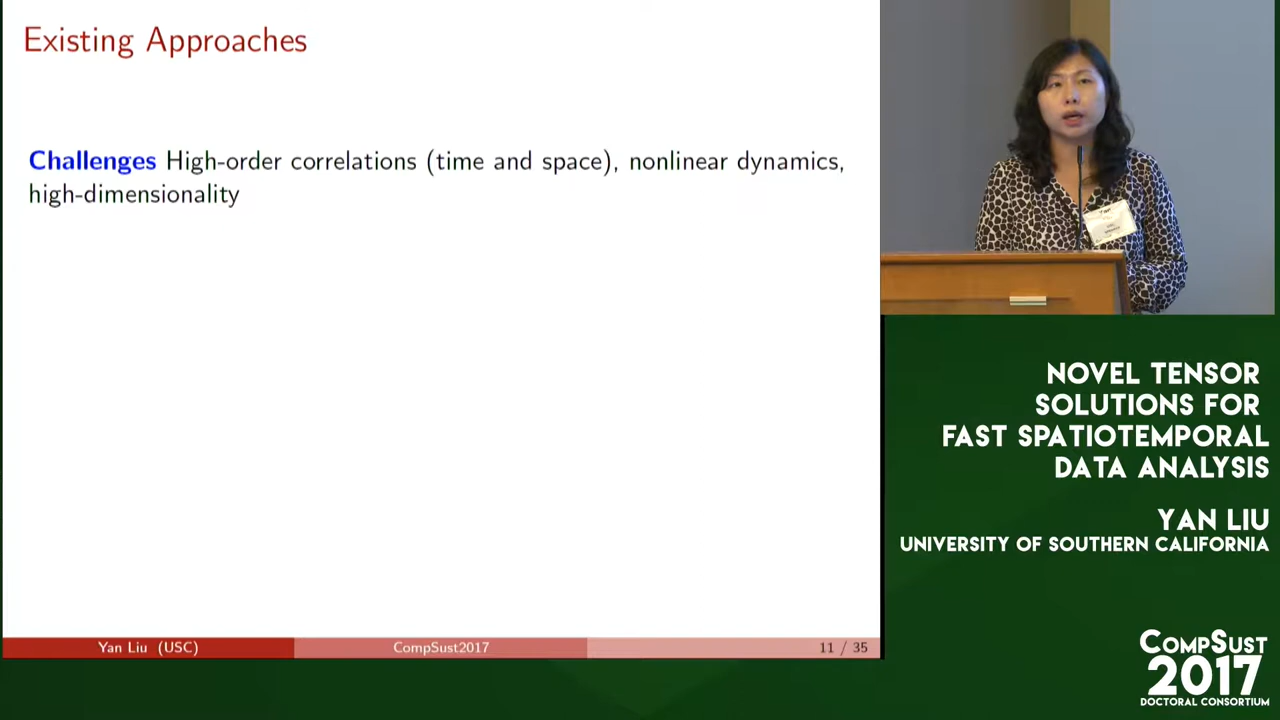 Existing Approaches
Challenges High-order correlations (time and space), nonlinear dynamics,
high-dimensionality
Yan Liu (USC)
CompSust2017
11 / 35
NOVEL TENSOR
SOLUTIONS FOR
FAST SPATIOTEMPORAL
DATA ANALYSIS
YAN LIU
UNIVERSITY OF SOUTHERN CALIFORNIA
COMPSUST
2017
DOCTORAL CONSORTIUM